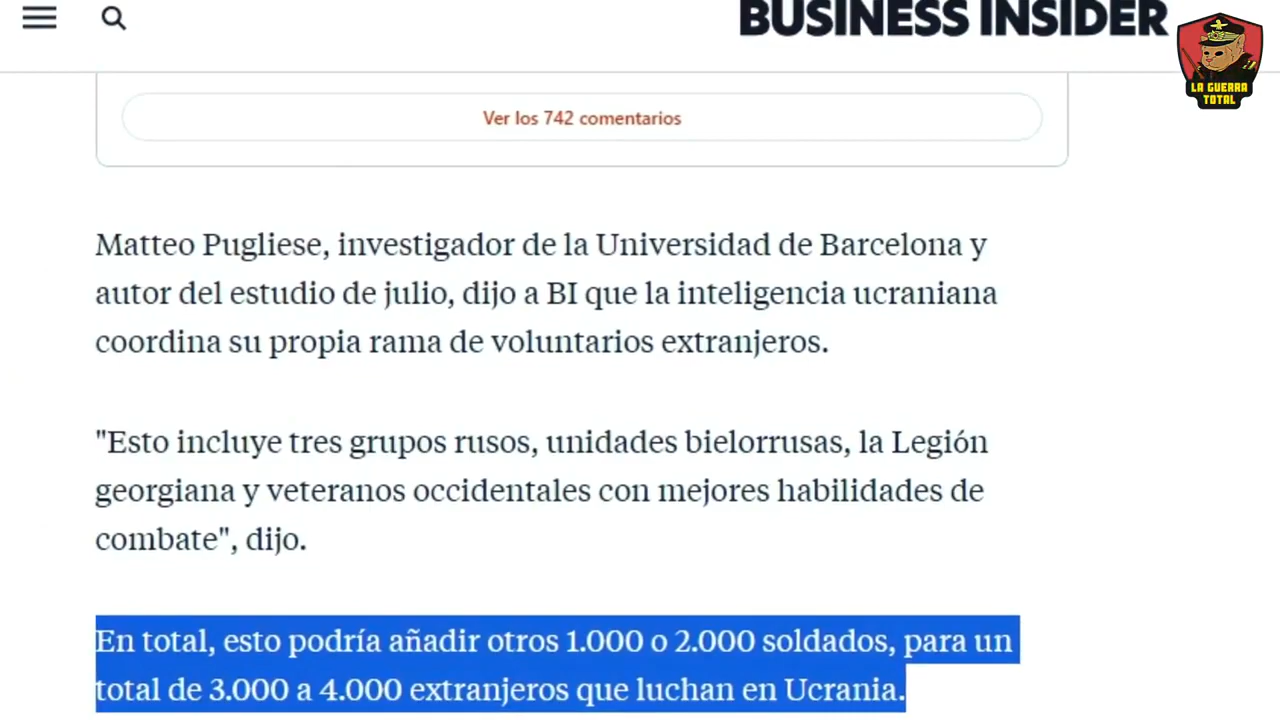 BUSINESS INSIDER
LA GUERRA
TOTAL
Ver los 742 comentarios
Matteo Pugliese, investigador de la Universidad de Barcelona y
autor del estudio de julio, dijo a BI que la inteligencia ucraniana
coordina su propia rama de voluntarios extranjeros.
"Esto incluye tres grupos rusos, unidades bielorrusas, la Legión
georgiana y veteranos occidentales con mejores habilidades de
combate", dijo.
En total, esto podría añadir otros 1.000 o 2.000 soldados, para un
total de 3.000 a 4.000 extranjeros que luchan en Ucrania.